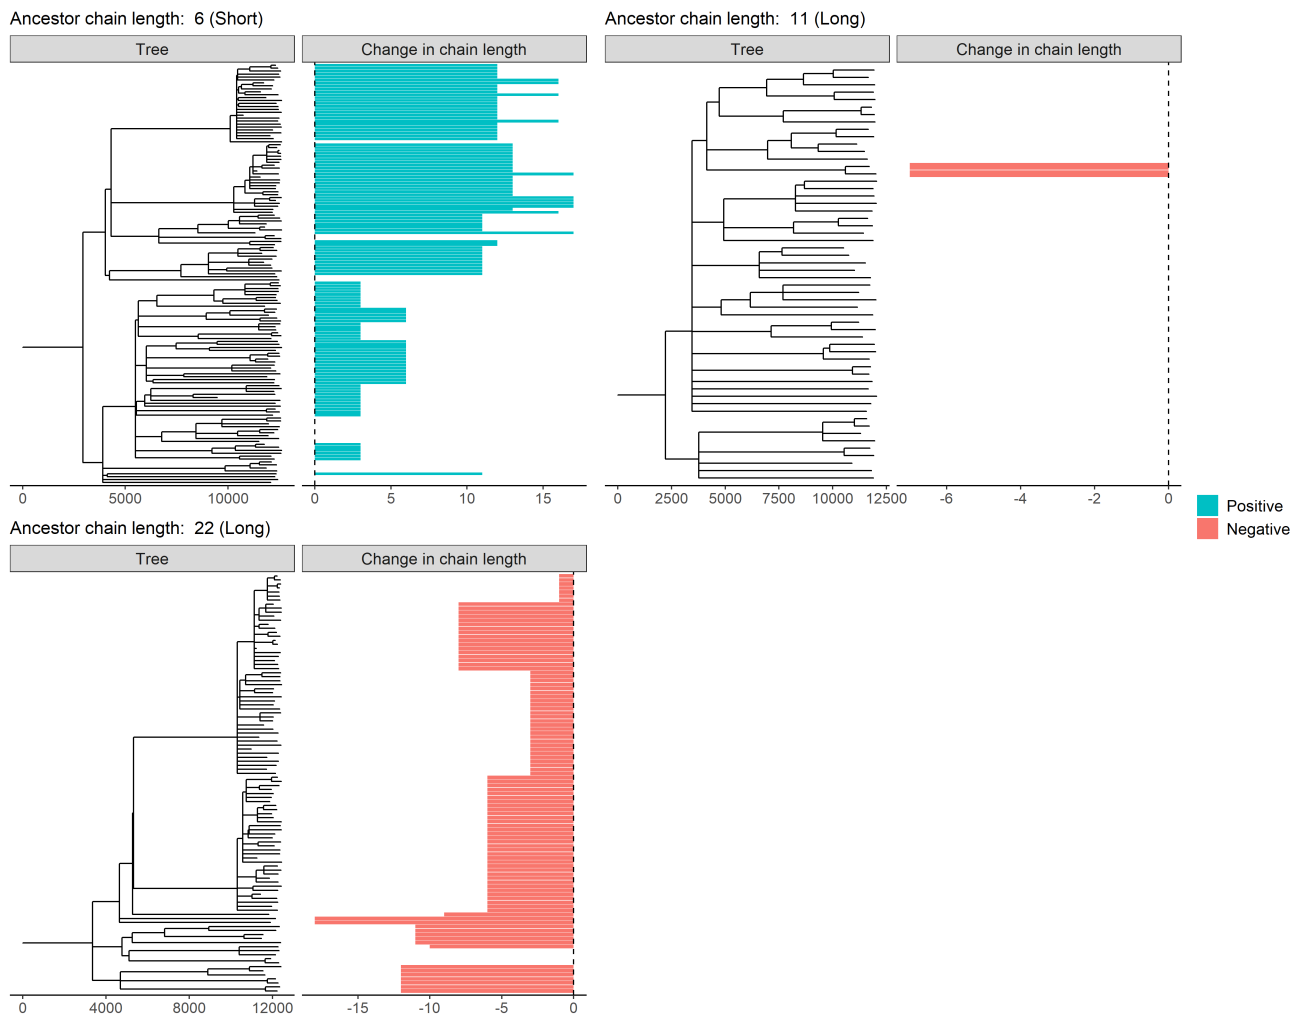 Ancestor chain length:  6 (Short)
Tree
Change in chain length
0
5000
10000
0
5
10
15
Ancestor chain length:  11 (Long)
Tree
Change in chain length
0
2500
5000
7500
10000
12500
-6
-4
-2
0
Positive
Negative
Ancestor chain length:  22 (Long)
Tree
Change in chain length
0
4000
8000
12000
-15
-10
-5
0